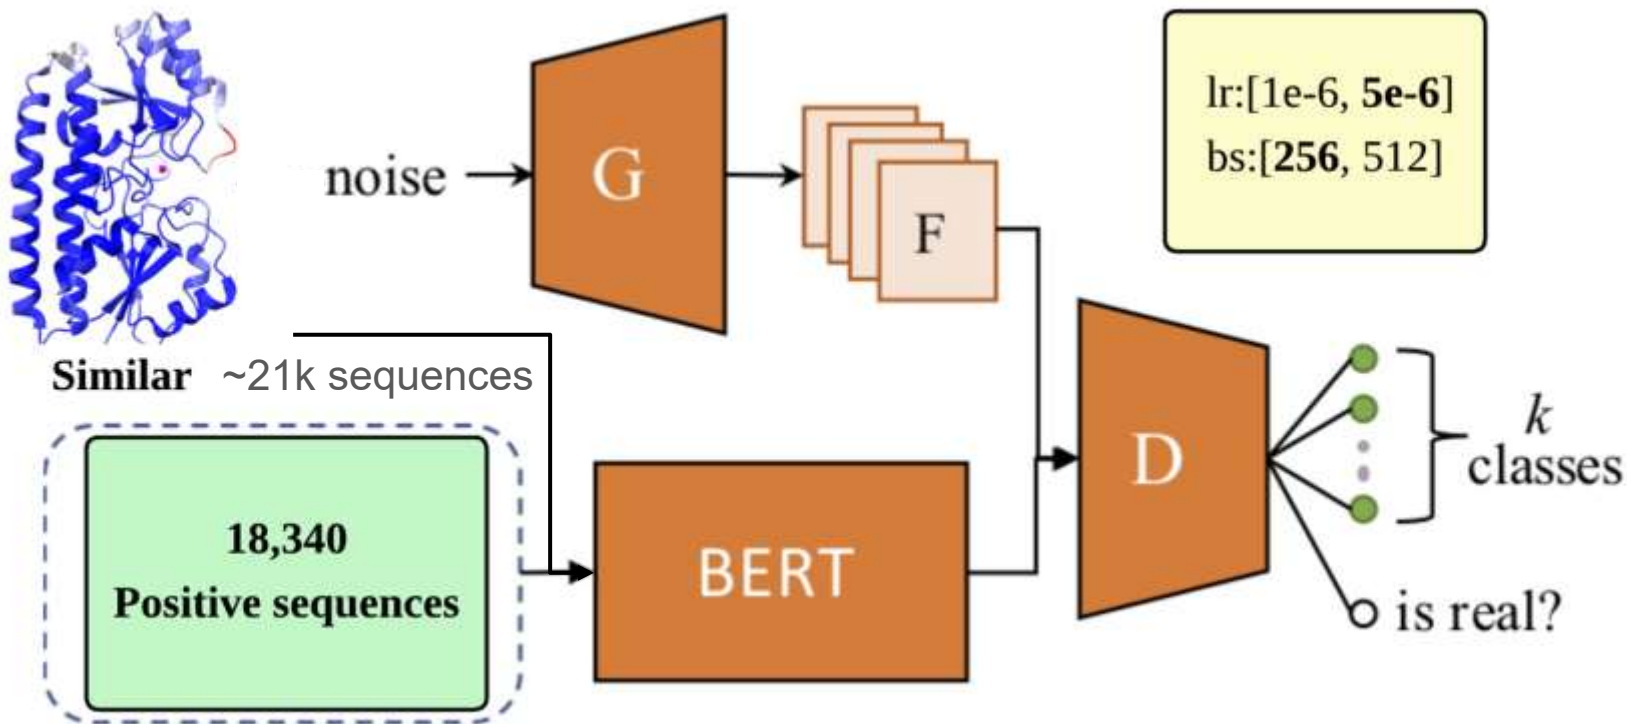 noise
G
F
lr:[1e-6, 5e-6]
bs:[256, 512]
Similar ~21k sequences
18,340
Positive sequences
BERT
D
k
classes
is real?